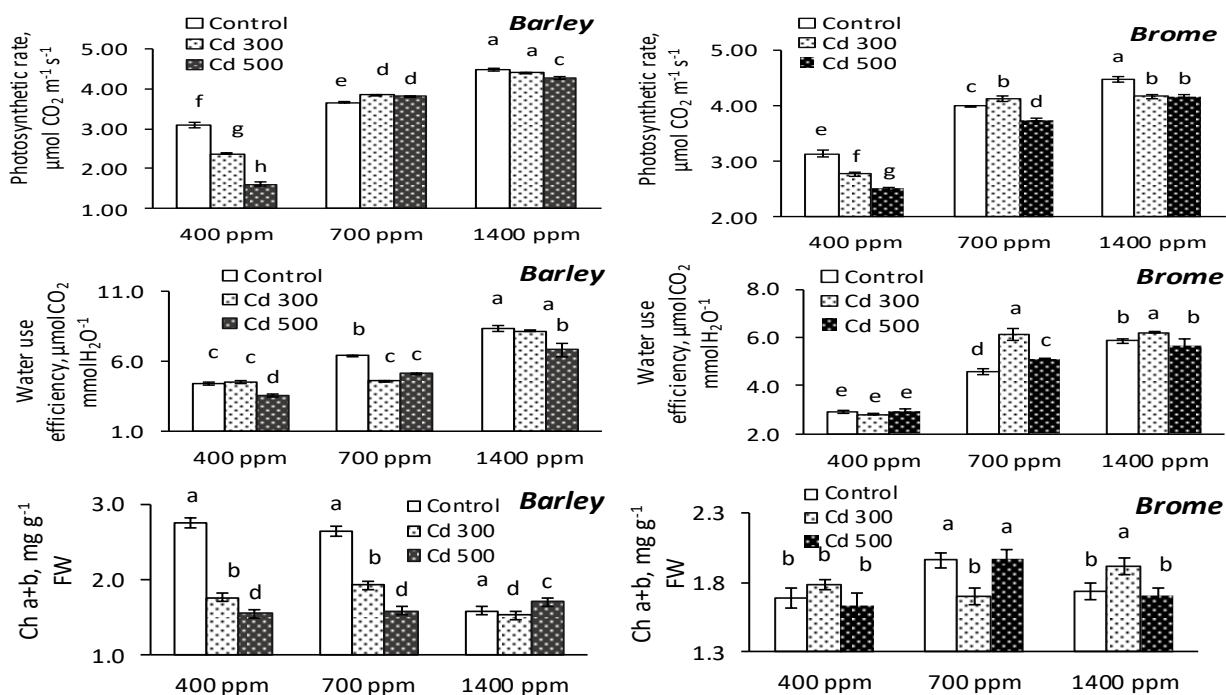 Photosynthetic rate,
µmol CO2 m-1 s-1
Barley
Control
Cd 300
Cd 500
5.00
4.00
3.00
2.00
1.00
f
g
h
e
d
d
a
a
c
400 ppm
700 ppm
1400 ppm
Photosynthetic rate,
µmol CO2 m-1 s-1
Brome
Control
Cd 300
Cd 500
5.00
4.00
3.00
2.00
e
f
g
c
b
d
a
b
b
400 ppm
700 ppm
1400 ppm
Water use
efficiency, µmolCO2
mmolH2O-1
Barley
Control
Cd 300
Cd 500
11.0
6.0
1.0
c
c
d
b
c
c
a
a
b
400 ppm
700 ppm
1400 ppm
Water use
efficiency, µmolCO2
mmolH2O-1
Brome
Control
Cd 300
Cd 500
8.0
6.0
4.0
2.0
e
e
e
d
a
c
b
a
b
400 ppm
700 ppm
1400 ppm
Ch a+b, mg g-1
FW
Barley
Control
Cd 300
Cd 500
3.0
2.0
1.0
a
b
d
a
b
d
a
d
c
400 ppm
700 ppm
1400 ppm
Ch a+b, mg g-1
FW
Brome
Control
Cd 300
Cd 500
2.3
1.8
1.3
b
b
b
a
b
a
b
a
b
400 ppm
700 ppm
1400 ppm